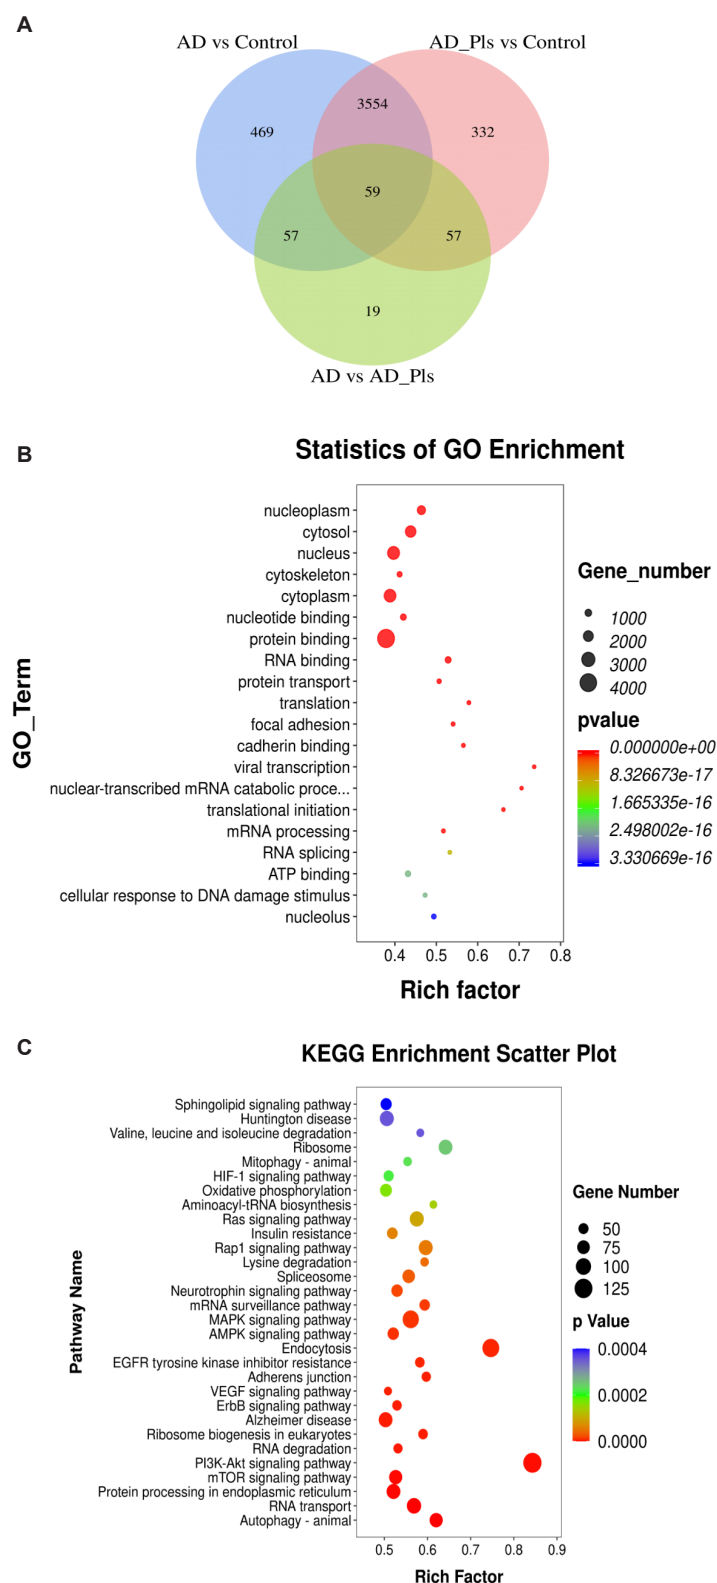 A
AD vs Control
AD_Pls vs Control
3554
469
332
59
57
57
19
AD vs AD_Pls
B
Statistics of GO Enrichment
GO_Term
nucleoplasm
cytosol
nucleus
cytoskeleton
cytoplasm
nucleotide binding
protein binding
RNA binding
protein transport
translation
focal adhesion
cadherin binding
viral transcription
nuclear-transcribed mRNA catabolic proce...
translational initiation
mRNA processing
RNA splicing
ATP binding
cellular response to DNA damage stimulus
nucleolus
0.4 0.5 0.6 0.7 0.8
Rich factor
Gene_number
1000
2000
3000
4000
pvalue
0.000000e+00
8.326673e-17
1.665335e-16
2.498002e-16
3.330669e-16
C
KEGG Enrichment Scatter Plot
Pathway Name
Sphingolipid signaling pathway
Huntington disease
Valine, leucine and isoleucine degradation
Ribosome
Mitophagy - animal
HIF-1 signaling pathway
Oxidative phosphorylation
Aminoacyl-tRNA biosynthesis
Ras signaling pathway
Insulin resistance
Rap1 signaling pathway
Lysine degradation
Spliceosome
Neurotrophin signaling pathway
mRNA surveillance pathway
MAPK signaling pathway
AMPK signaling pathway
Endocytosis
EGFR tyrosine kinase inhibitor resistance
Adherens junction
VEGF signaling pathway
ErbB signaling pathway
Alzheimer disease
Ribosome biogenesis in eukaryotes
RNA degradation
PI3K-Akt signaling pathway
mTOR signaling pathway
Protein processing in endoplasmic reticulum
RNA transport
Autophagy - animal
0.5 0.6 0.7 0.8 0.9
Rich Factor
Gene Number
50
75
100
125
p Value
0.0004
0.0002
0.0000